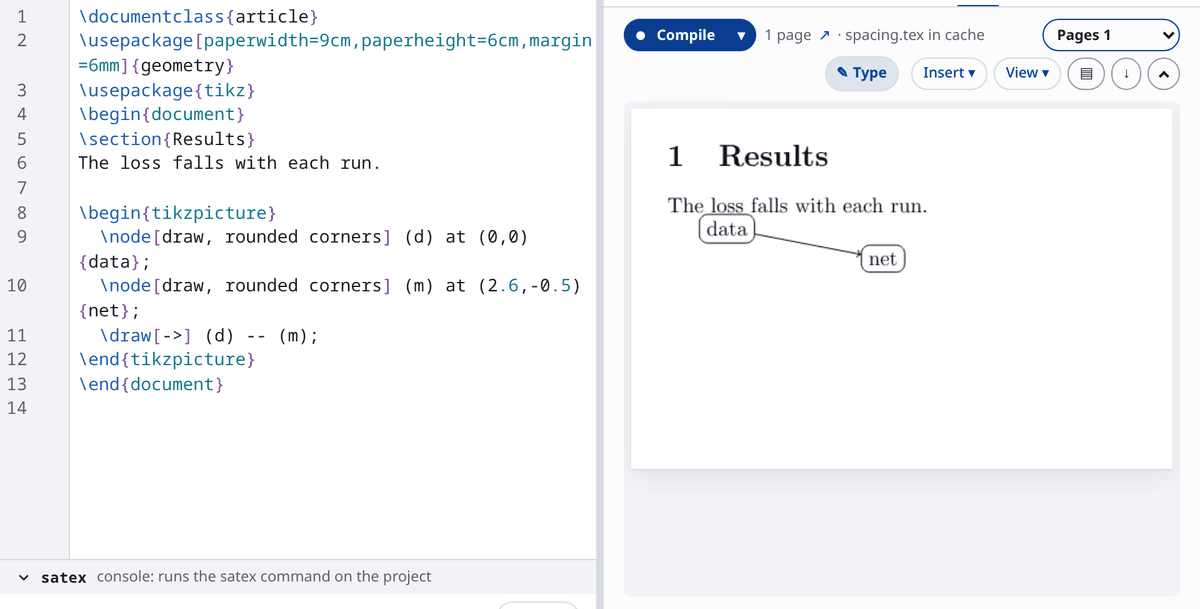 1 \documentclass{article}
2 \usepackage[paperwidth=9cm,paperheight=6cm,margin
=6mm]{geometry}
3 \usepackage{tikz}
4 \begin{document}
5 \section{Results}
6 The loss falls with each run.
7
8 \begin{tikzpicture}
9 \node[draw, rounded corners] (d) at (0,0)
{data};
10 \node[draw, rounded corners] (m) at (2.6,-0.5)
{net};
11 \draw[->] (d) -- (m);
12 \end{tikzpicture}
13 \end{document}
14
satex console: runs the satex command on the project
Compile ▾ 1 page ↗ · spacing.tex in cache Pages 1
✎ Type Insert ▾ View ▾ ▤ ↓
1 Results
The loss falls with each run.
data
net